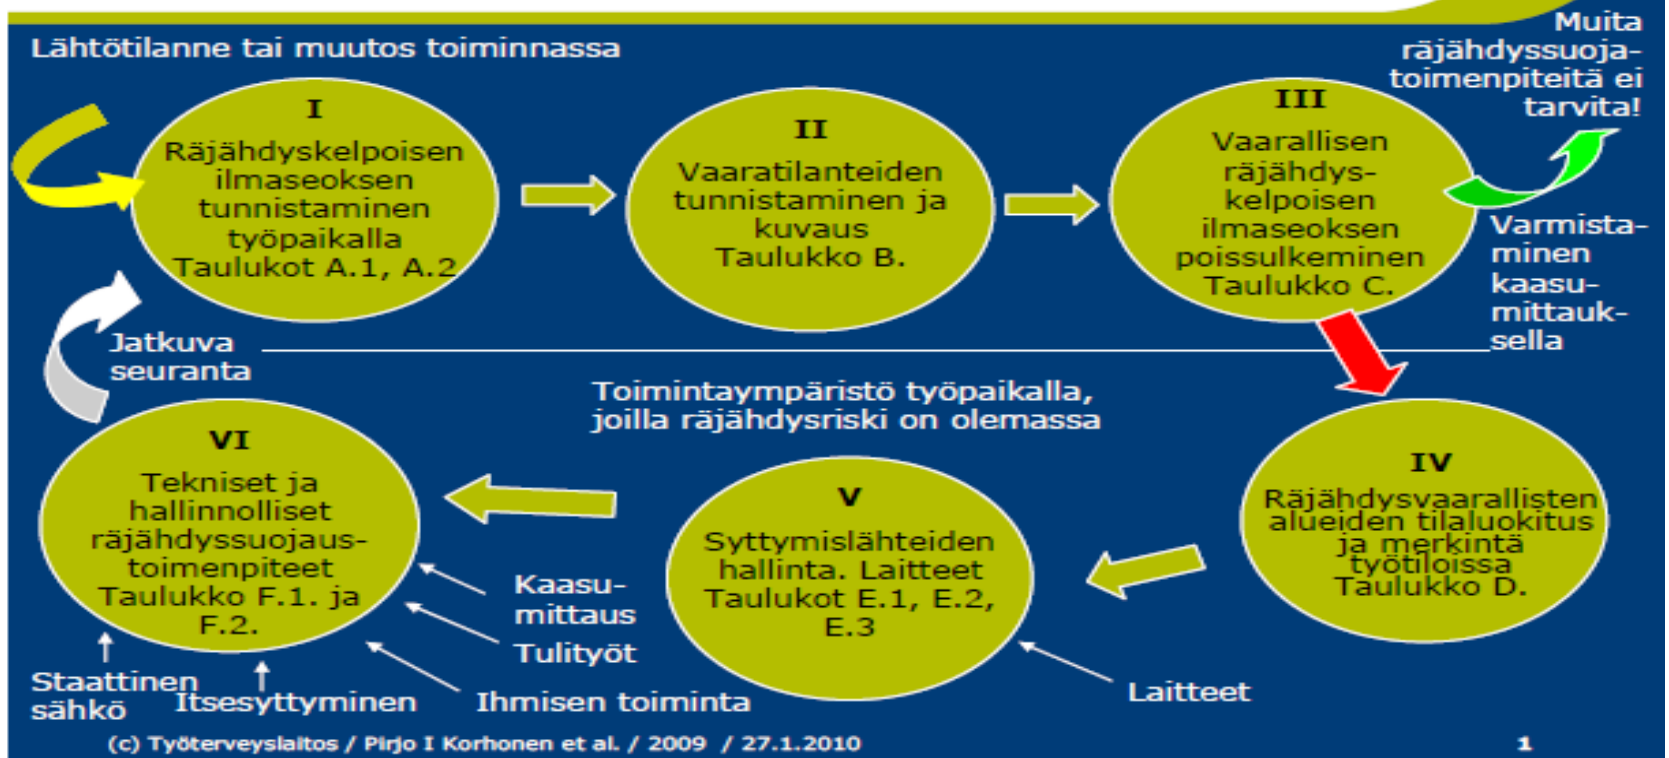 Lähtötilanne tai muutos toiminnassa
Muita
räjähdyssuoja-
toimenpiteitä ei
tarvita!
I
Räjähdyskelpoisen
ilmaseoksen
tunnistaminen
työpaikalla
Taulukot A.1, A.2
II
Vaaratilanteiden
tunnistaminen ja
kuvaus
Taulukko B.
III
Vaarallisen
räjähdys-
kelpoisen
ilmaseoksen
poissulkeminen
Taulukko C.
Varmista-
minen
kaasu-
mittauk-
sella
Jatkuva
seuranta
Toimintaympäristö työpaikalla,
joilla räjähdysriski on olemassa
IV
Räjähdysvaarallisten
alueiden tilaluokitus
ja merkintä
työtiloissa
Taulukko D.
V
Syttymislähteiden
hallinta. Laitteet
Taulukot E.1, E.2,
E.3
Laitteet
VI
Tekniset ja
hallinnolliset
räjähdyssuojaus-
toimenpiteet
Taulukko F.1. ja
F.2.
Kaasu-
mittaus
Tulityöt
Ihmisen toiminta
Itsesyttyminen
Staattinen
sähkö
(c) Työterveyslaitos / Pirjo I Korhonen et al. / 2009 / 27.1.2010
1